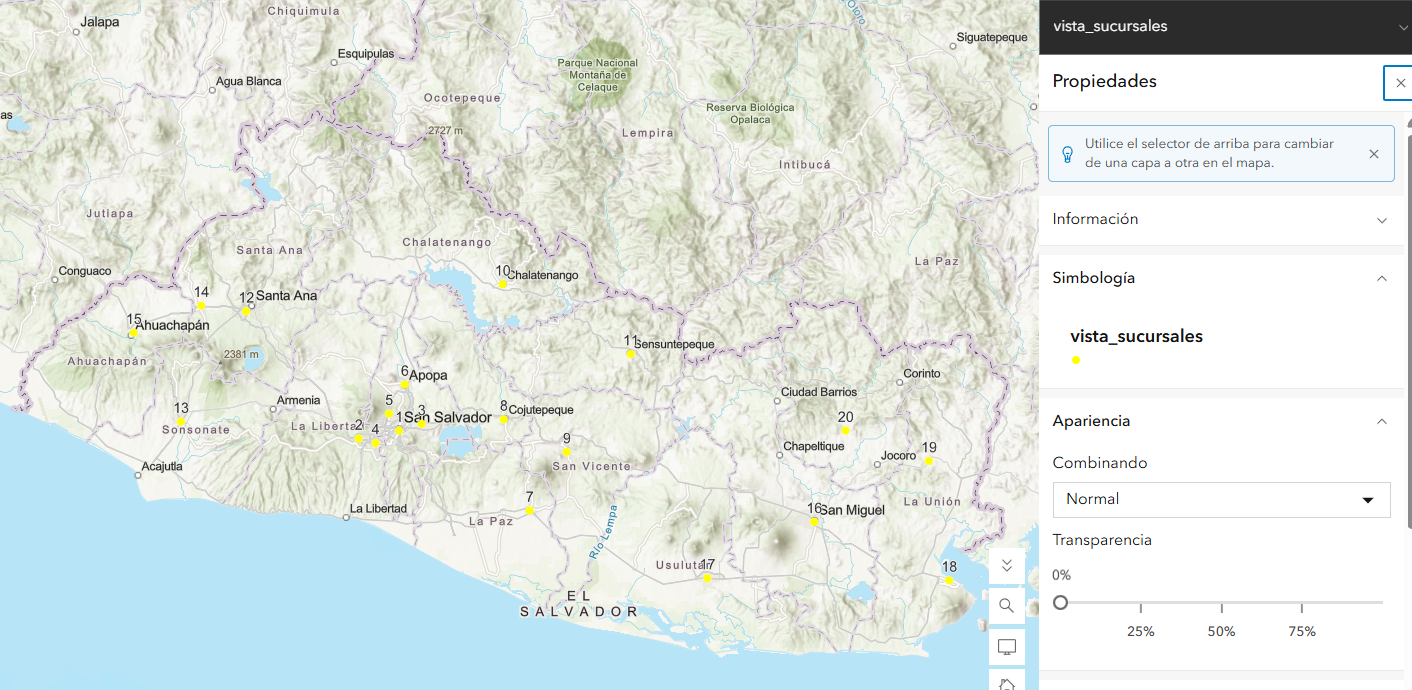 Chiquimula
Jalapa
Oloro
Siguatepeque
Esquipulas
Parque Nacional
Montaña de
Celaque
Agua Blanca
Ocotepeque
as
Reserva Biológica
Opalaca
2727 m
Lempira
Intibucá
Jutiapa
Santa Ana
Chalatenango
La Paz
Conguaco
10
Chalatenango
14
12
Santa Ana
15
Ahuachapán
11
Sensuntepeque
2381 m
Ahuachapán
6
Apopa
Corinto
Ciudad Barrios
Armenia
5
13
1
San Salvador
3
8
Cojutepeque
20
Sonsonate
La Liberta
2
4
9
Chapeltique
19
Jocoro
Acajutla
San Vicente
7
La Unión
La Libertad
La Paz
16
San Miguel
Río Lempa
Usulután
17
18
EL
SALVADOR
vista_sucursales
Propiedades
Utilice el selector de arriba para cambiar
de una capa a otra en el mapa.
Información
Simbología
vista_sucursales
Apariencia
Combinando
Normal
Transparencia
0%
25%
50%
75%